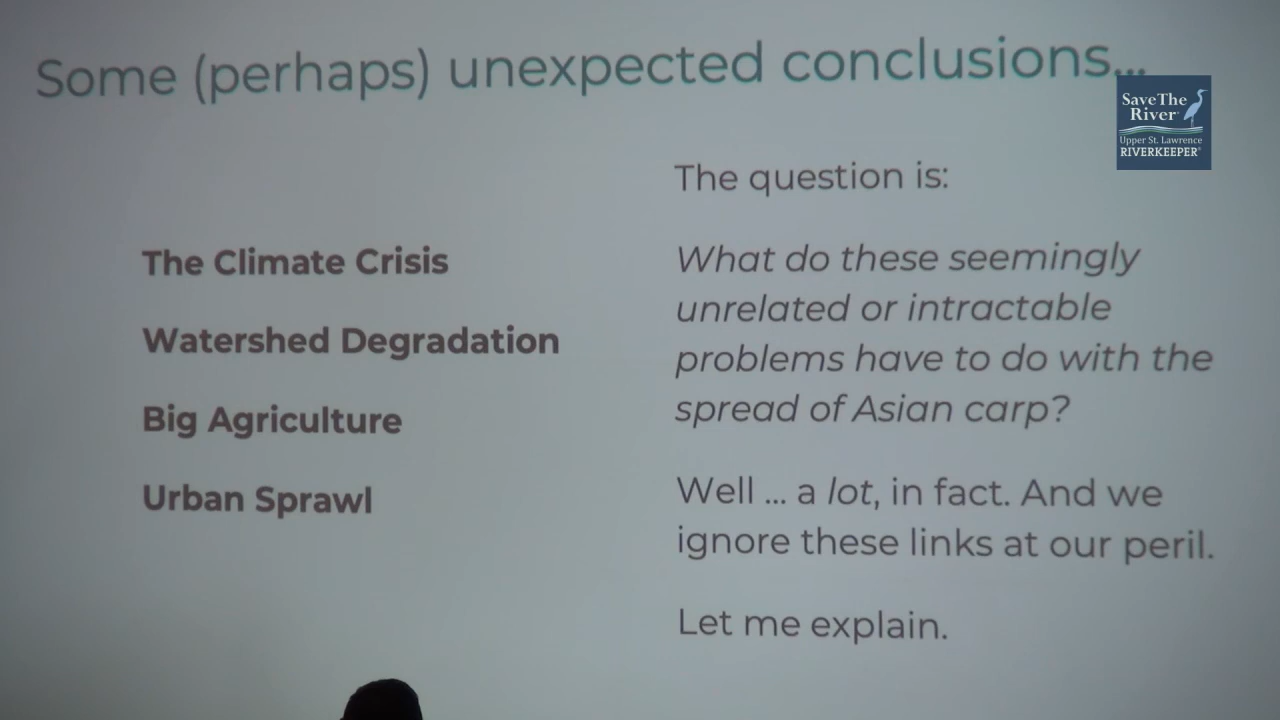 Some (perhaps) unexpected conclusions...
SaveThe
River
Upper St. Lawrence
RIVERKEEPER®
The Climate Crisis
Watershed Degradation
Big Agriculture
Urban Sprawl
The question is:
What do these seemingly
unrelated or intractable
problems have to do with the
spread of Asian carp?
Well ... a lot, in fact. And we
ignore these links at our peril.
Let me explain.